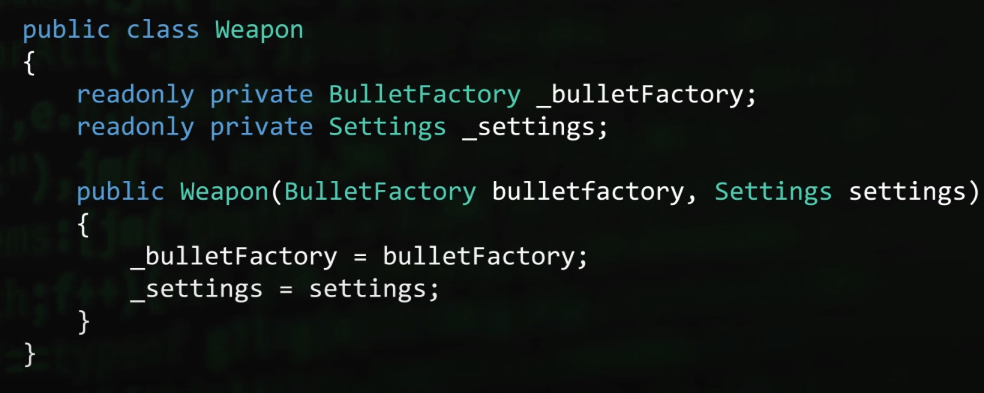 public class Weapon
{
readonly private BulletFactory _bulletFactory;
readonly private Settings _settings;
public Weapon(BulletFactory bulletfactory, Settings settings)
{
_bulletFactory = bulletFactory;
_settings = settings;
}
}